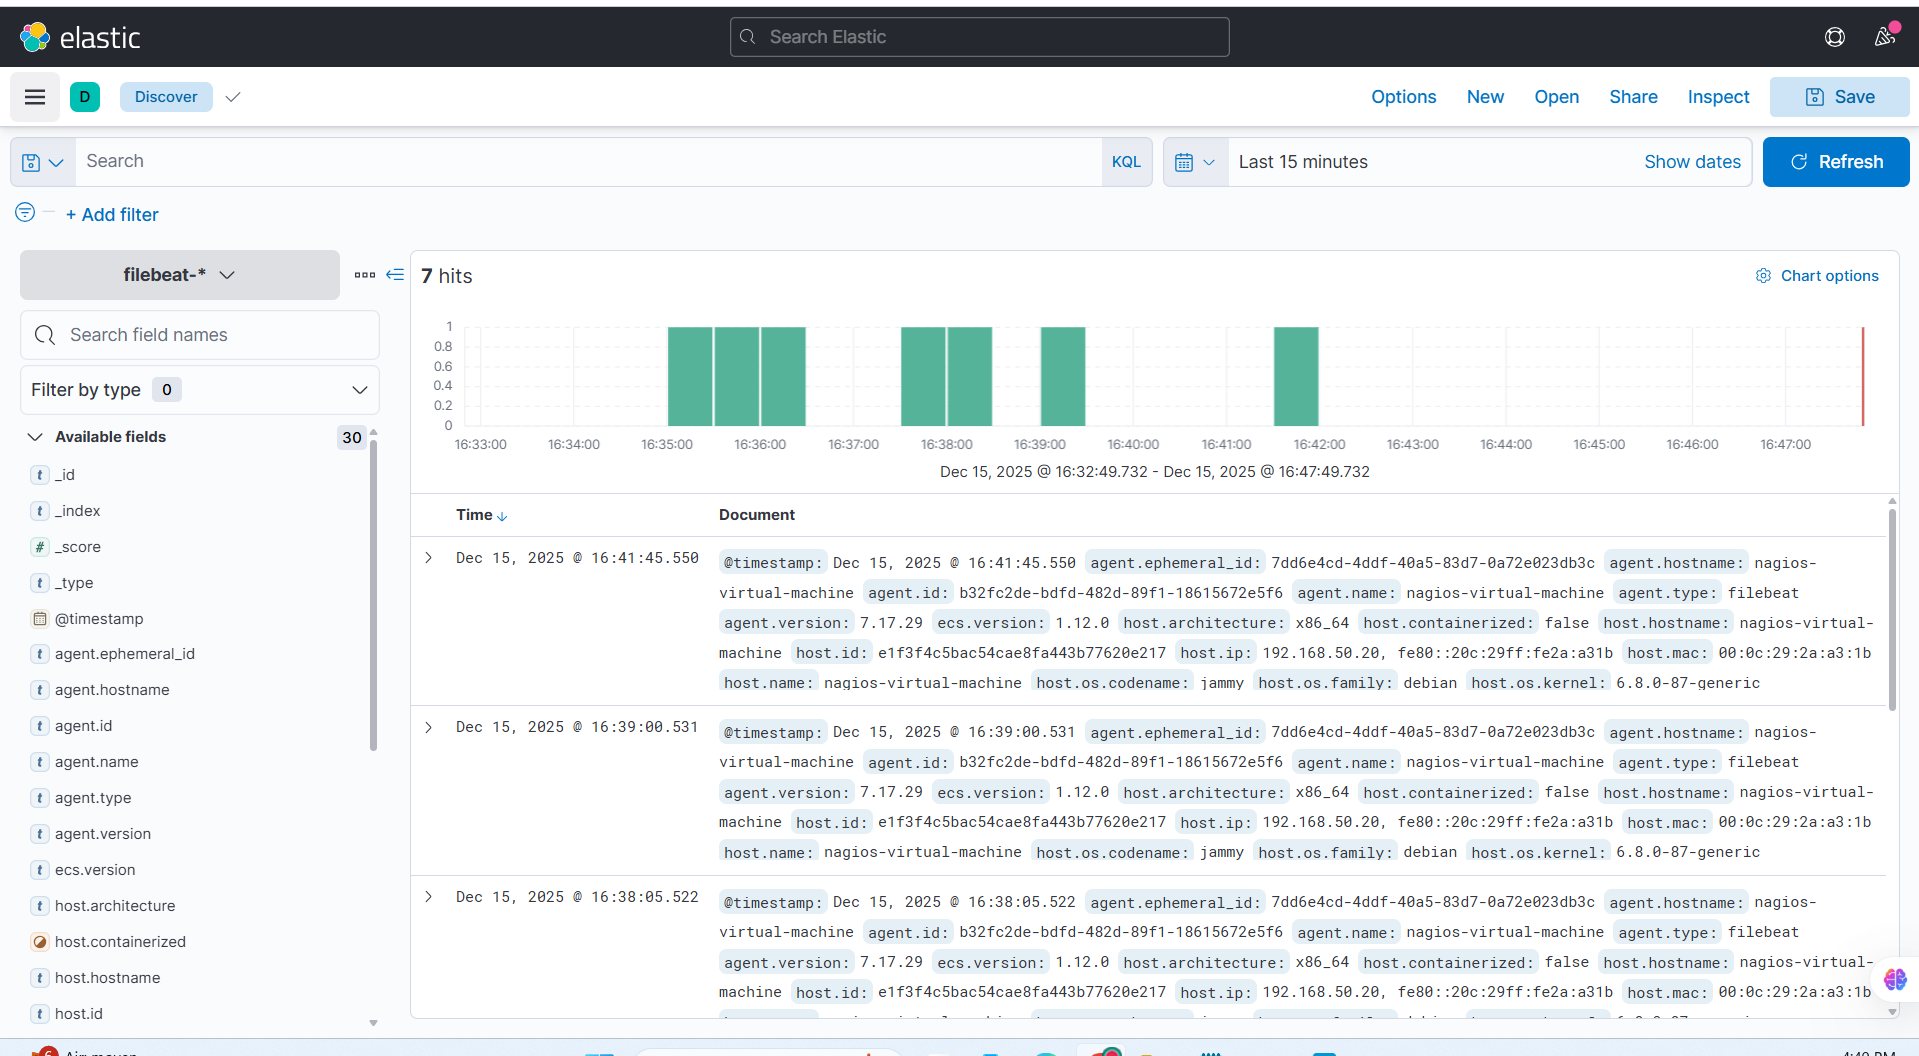 elastic
Search Elastic
D
Discover
Options
New
Open
Share
Inspect
Save
Search
KQL
Last 15 minutes
Show dates
Refresh
+ Add filter
filebeat-*
7 hits
Chart options
Search field names
Filter by type 0
Available fields 30
t _id
t _index
# _score
t _type
@timestamp
t agent.ephemeral_id
t agent.hostname
t agent.id
t agent.name
t agent.type
t agent.version
t ecs.version
t host.architecture
host.containerized
t host.hostname
t host.id
1
0.8
0.6
0.4
0.2
0
16:33:00 16:34:00 16:35:00 16:36:00 16:37:00 16:38:00 16:39:00 16:40:00 16:41:00 16:42:00 16:43:00 16:44:00 16:45:00 16:46:00 16:47:00
Dec 15, 2025 @ 16:32:49.732 - Dec 15, 2025 @ 16:47:49.732
Time Document
Dec 15, 2025 @ 16:41:45.550
@timestamp: Dec 15, 2025 @ 16:41:45.550 agent.ephemeral_id: 7dd6e4cd-4ddf-40a5-83d7-0a72e023db3c agent.hostname: nagios-
virtual-machine agent.id: b32fc2de-bdfd-482d-89f1-18615672e5f6 agent.name: nagios-virtual-machine agent.type: filebeat
agent.version: 7.17.29 ecs.version: 1.12.0 host.architecture: x86_64 host.containerized: false host.hostname: nagios-virtual-
machine host.id: e1f3f4c5bac54cae8fa443b77620e217 host.ip: 192.168.50.20, fe80::20c:29ff:fe2a:a31b host.mac: 00:0c:29:2a:a3:1b
host.name: nagios-virtual-machine host.os.codename: jammy host.os.family: debian host.os.kernel: 6.8.0-87-generic
Dec 15, 2025 @ 16:39:00.531
@timestamp: Dec 15, 2025 @ 16:39:00.531 agent.ephemeral_id: 7dd6e4cd-4ddf-40a5-83d7-0a72e023db3c agent.hostname: nagios-
virtual-machine agent.id: b32fc2de-bdfd-482d-89f1-18615672e5f6 agent.name: nagios-virtual-machine agent.type: filebeat
agent.version: 7.17.29 ecs.version: 1.12.0 host.architecture: x86_64 host.containerized: false host.hostname: nagios-virtual-
machine host.id: e1f3f4c5bac54cae8fa443b77620e217 host.ip: 192.168.50.20, fe80::20c:29ff:fe2a:a31b host.mac: 00:0c:29:2a:a3:1b
host.name: nagios-virtual-machine host.os.codename: jammy host.os.family: debian host.os.kernel: 6.8.0-87-generic
Dec 15, 2025 @ 16:38:05.522
@timestamp: Dec 15, 2025 @ 16:38:05.522 agent.ephemeral_id: 7dd6e4cd-4ddf-40a5-83d7-0a72e023db3c agent.hostname: nagios-
virtual-machine agent.id: b32fc2de-bdfd-482d-89f1-18615672e5f6 agent.name: nagios-virtual-machine agent.type: filebeat
agent.version: 7.17.29 ecs.version: 1.12.0 host.architecture: x86_64 host.containerized: false host.hostname: nagios-virtual-
machine host.id: e1f3f4c5bac54cae8fa443b77620e217 host.ip: 192.168.50.20, fe80::20c:29ff:fe2a:a31b host.mac: 00:0c:29:2a:a3:1b